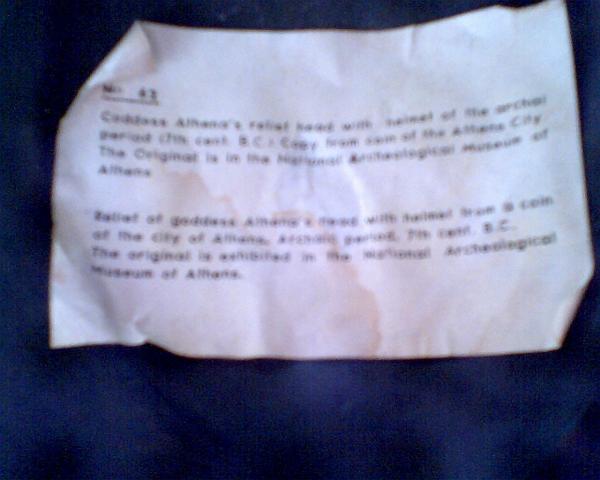 No 43
Goddess Athena's relief head with helmet of the archai
period (7th cent. B.C.) Copy from coin of the Athens City
The Original is in the National Archeological Museum of
Athens
Relief of goddess Athena's head with helmet from a coin
of the city of Athens, Archaic period, 7th cent. B.C.
The original is exhibited in the National Archeological
Museum of Athens.